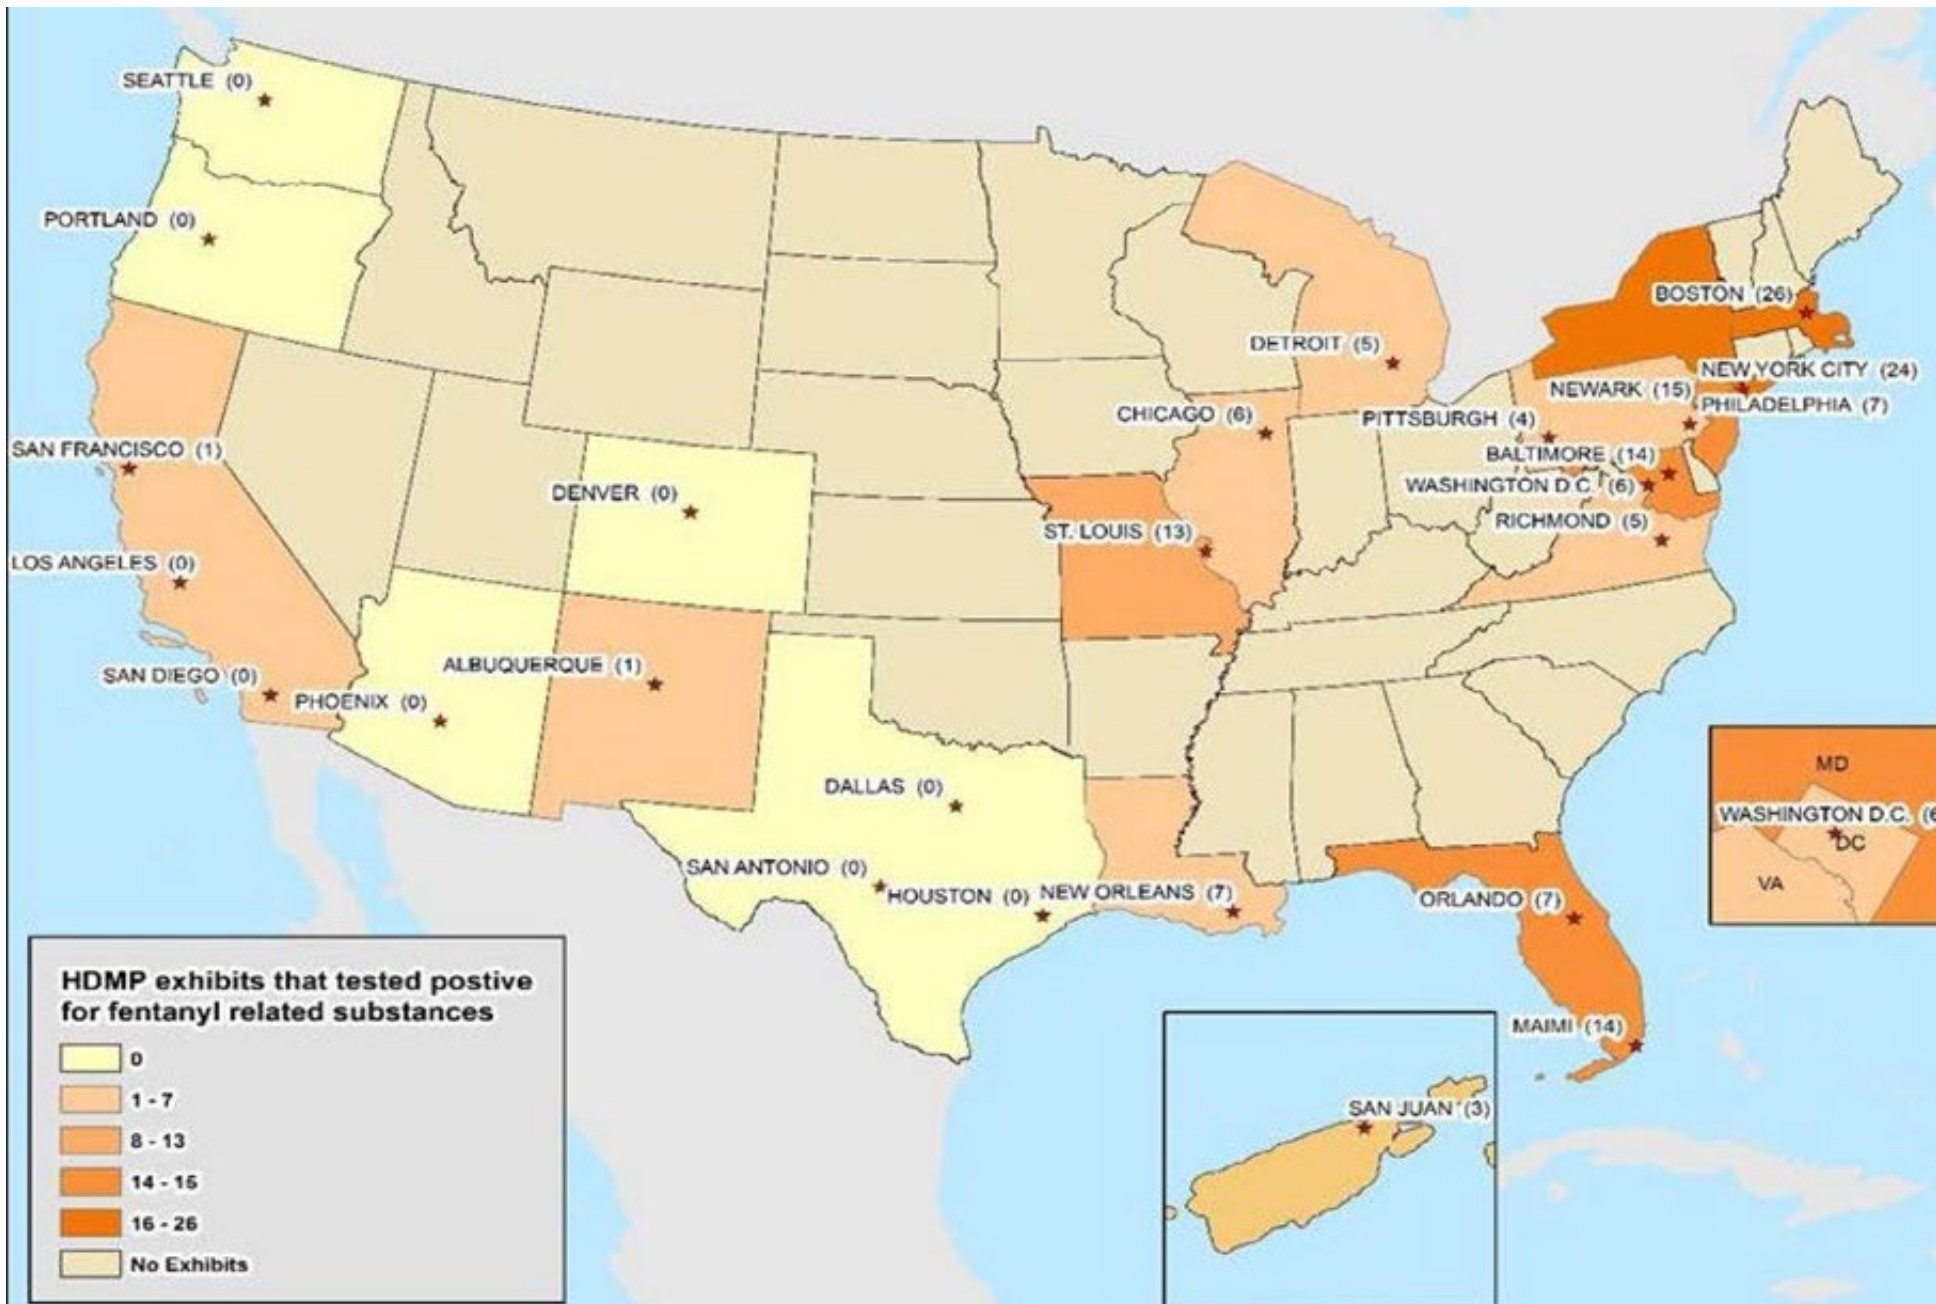 SEATTLE (0)
PORTLAND (0)
BOSTON (26)
DETROIT (5)
NEW YORK CITY (24)
NEWARK (15)
PHILADELPHIA (7)
CHICAGO (6)
PITTSBURGH (4)
SAN FRANCISCO (1)
BALTIMORE (14)
DENVER (0)
WASHINGTON D.C. (6)
RICHMOND (5)
ST. LOUIS (13)
LOS ANGELES (0)
ALBUQUERQUE (1)
SAN DIEGO (0)
PHOENIX (0)
MD
DALLAS (0)
WASHINGTON D.C. (6
DC
SAN ANTONIO (0)
VA
HOUSTON (0)
NEW ORLEANS (7)
ORLANDO (7)
HDMP exhibits that tested postive
for fentanyl related substances
MAIMI (14)
0
1 - 7
SAN JUAN (3)
8 - 13
14 - 15
16 - 26
No Exhibits